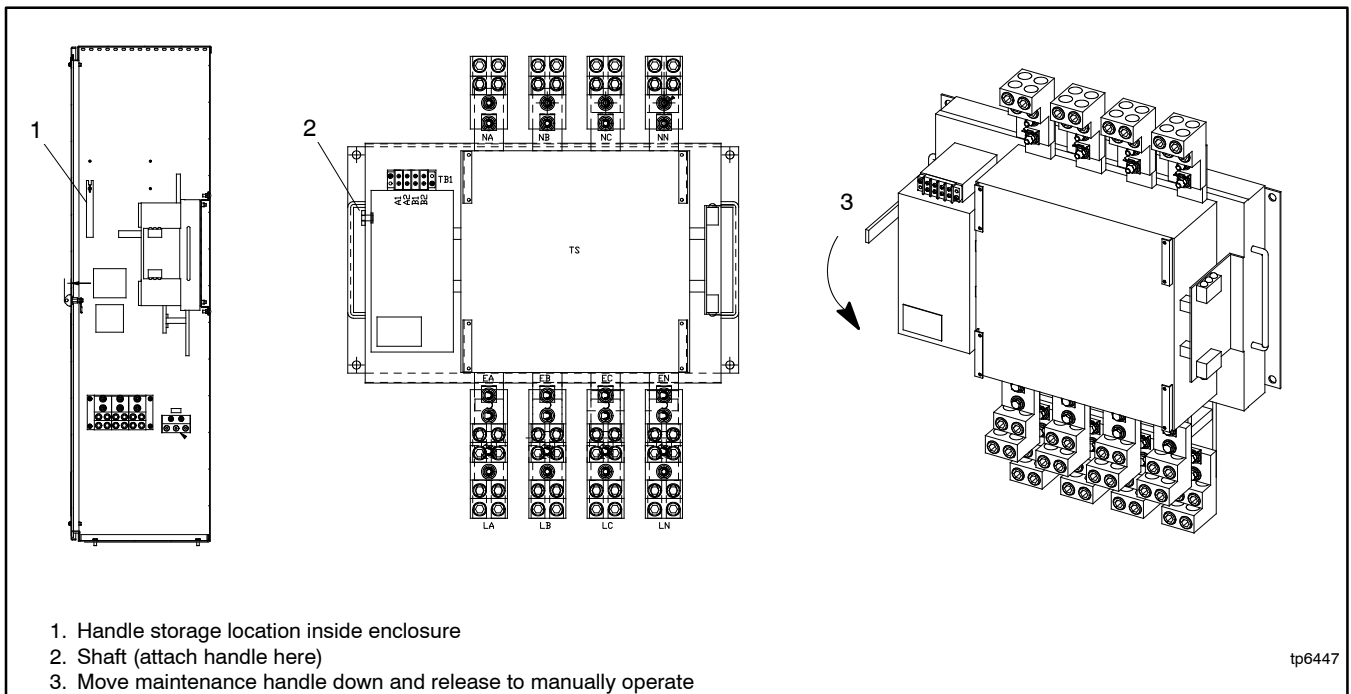 1
2
3
NA NB NC NN
TB1
A1
A2
B1
B2
TS
EA EB EC EN
LA LB LC LN
1. Handle storage location inside enclosure
2. Shaft (attach handle here)
3. Move maintenance handle down and release to manually operate
tp6447